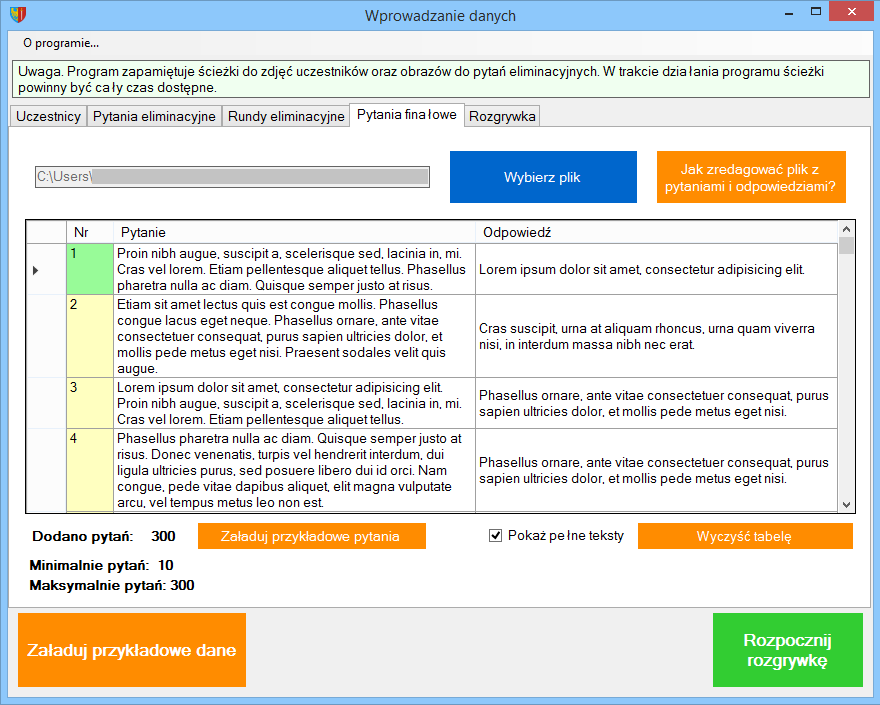 Wprowadzanie danych
O programie...
Uwaga. Program zapamiętuje ścieżki do zdjęć uczestników oraz obrazów do pytań eliminacyjnych. W trakcie działania programu ścieżki
powinny być cały czas dostępne.
Uczestnicy Pytania eliminacyjne Rundy eliminacyjne Pytania finałowe Rozgrywka
C:\Users\
Wybierz plik
Jak zredagować plik z
pytaniami i odpowiedziami?
Nr Pytanie Odpowiedź
1
Proin nibh augue, suscipit a, scelerisque sed, lacinia in, mi.
Cras vel lorem. Etiam pellentesque aliquet tellus. Phasellus
pharetra nulla ac diam. Quisque semper justo at risus.
Lorem ipsum dolor sit amet, consectetur adipisicing elit.
2
Etiam sit amet lectus quis est congue mollis. Phasellus
congue lacus eget neque. Phasellus ornare, ante vitae
consectetuer consequat, purus sapien ultricies dolor, et
mollis pede metus eget nisi. Praesent sodales velit quis
augue.
Cras suscipit, urna at aliquam rhoncus, urna quam viverra
nisi, in interdum massa nibh nec erat.
3
Lorem ipsum dolor sit amet, consectetur adipisicing elit.
Proin nibh augue, suscipit a, scelerisque sed, lacinia in, mi.
Cras vel lorem. Etiam pellentesque aliquet tellus.
Phasellus ornare, ante vitae consectetuer consequat, purus
sapien ultricies dolor, et mollis pede metus eget nisi.
4
Phasellus pharetra nulla ac diam. Quisque semper justo at
risus. Donec venenatis, turpis vel hendrerit interdum, dui
ligula ultricies purus, sed posuere libero dui id orci. Nam
congue, pede vitae dapibus aliquet, elit magna vulputate
arcu, vel tempus metus leo non est.
Phasellus ornare, ante vitae consectetuer consequat, purus
sapien ultricies dolor, et mollis pede metus eget nisi.
Dodano pytań: 300
Załaduj przykładowe pytania
Pokaż pełne teksty
Wyczyść tabelę
Minimalnie pytań: 10
Maksymalnie pytań: 300
Załaduj przykładowe dane
Rozpocznij
rozgrywkę